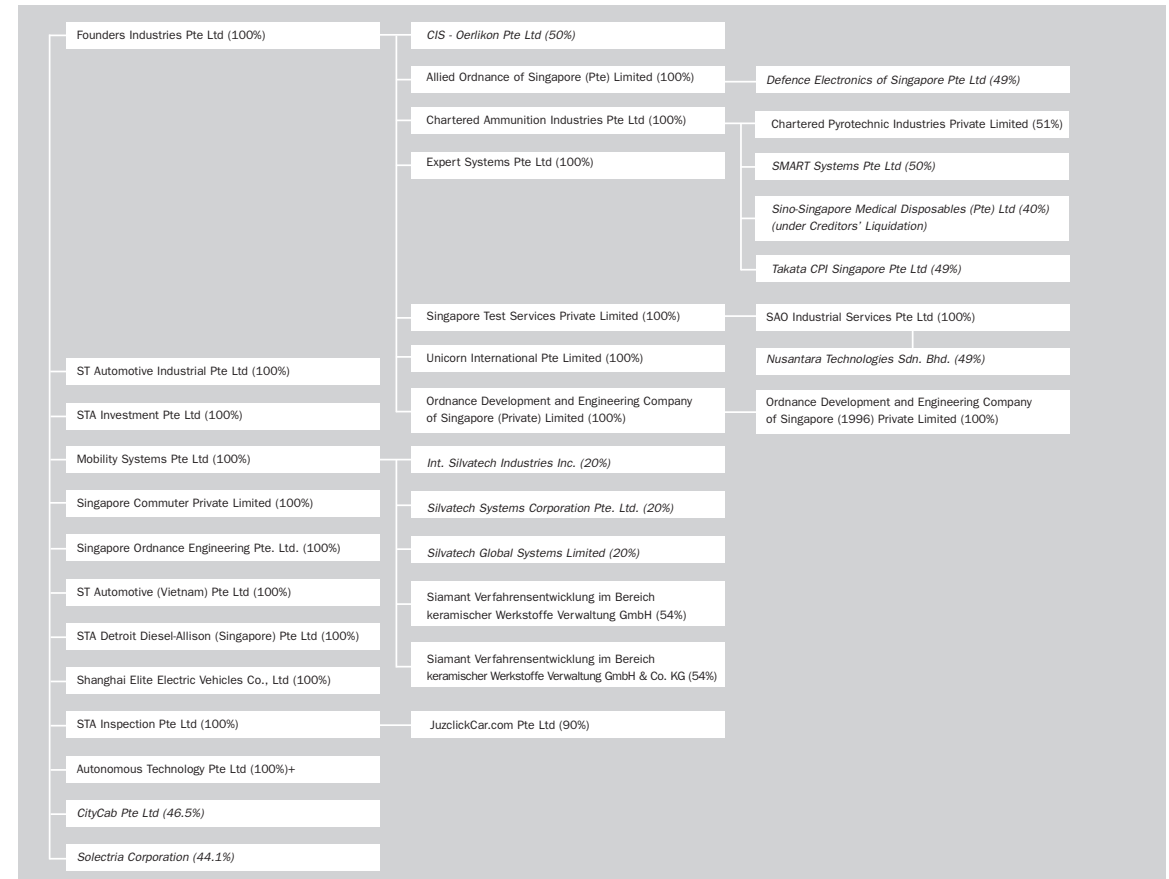 Founders Industries Pte Ltd (100%)
CIS - Oerlikon Pte Ltd (50%)
Allied Ordnance of Singapore (Pte) Limited (100%)
Defence Electronics of Singapore Pte Ltd (49%)
Chartered Ammunition Industries Pte Ltd (100%)
Chartered Pyrotechnic Industries Private Limited (51%)
Expert Systems Pte Ltd (100%)
SMART Systems Pte Ltd (50%)
Sino-Singapore Medical Disposables (Pte) Ltd (40%)
(under Creditors' Liquidation)
Takata CPI Singapore Pte Ltd (49%)
Singapore Test Services Private Limited (100%)
SAO Industrial Services Pte Ltd (100%)
Unicorn International Pte Limited (100%)
Nusantara Technologies Sdn. Bhd. (49%)
ST Automotive Industrial Pte Ltd (100%)
Ordnance Development and Engineering Company
of Singapore (Private) Limited (100%)
Ordnance Development and Engineering Company
of Singapore (1996) Private Limited (100%)
STA Investment Pte Ltd (100%)
Mobility Systems Pte Ltd (100%)
Int. Silvatech Industries Inc. (20%)
Singapore Commuter Private Limited (100%)
Silvatech Systems Corporation Pte. Ltd. (20%)
Singapore Ordnance Engineering Pte. Ltd. (100%)
Silvatech Global Systems Limited (20%)
ST Automotive (Vietnam) Pte Ltd (100%)
Siamant Verfahrensentwicklung im Bereich
keramischer Werkstoffe Verwaltung GmbH (54%)
STA Detroit Diesel-Allison (Singapore) Pte Ltd (100%)
Siamant Verfahrensentwicklung im Bereich
keramischer Werkstoffe Verwaltung GmbH & Co. KG (54%)
Shanghai Elite Electric Vehicles Co., Ltd (100%)
STA Inspection Pte Ltd (100%)
JuzclickCar.com Pte Ltd (90%)
Autonomous Technology Pte Ltd (100%)+
CityCab Pte Ltd (46.5%)
Solectria Corporation (44.1%)